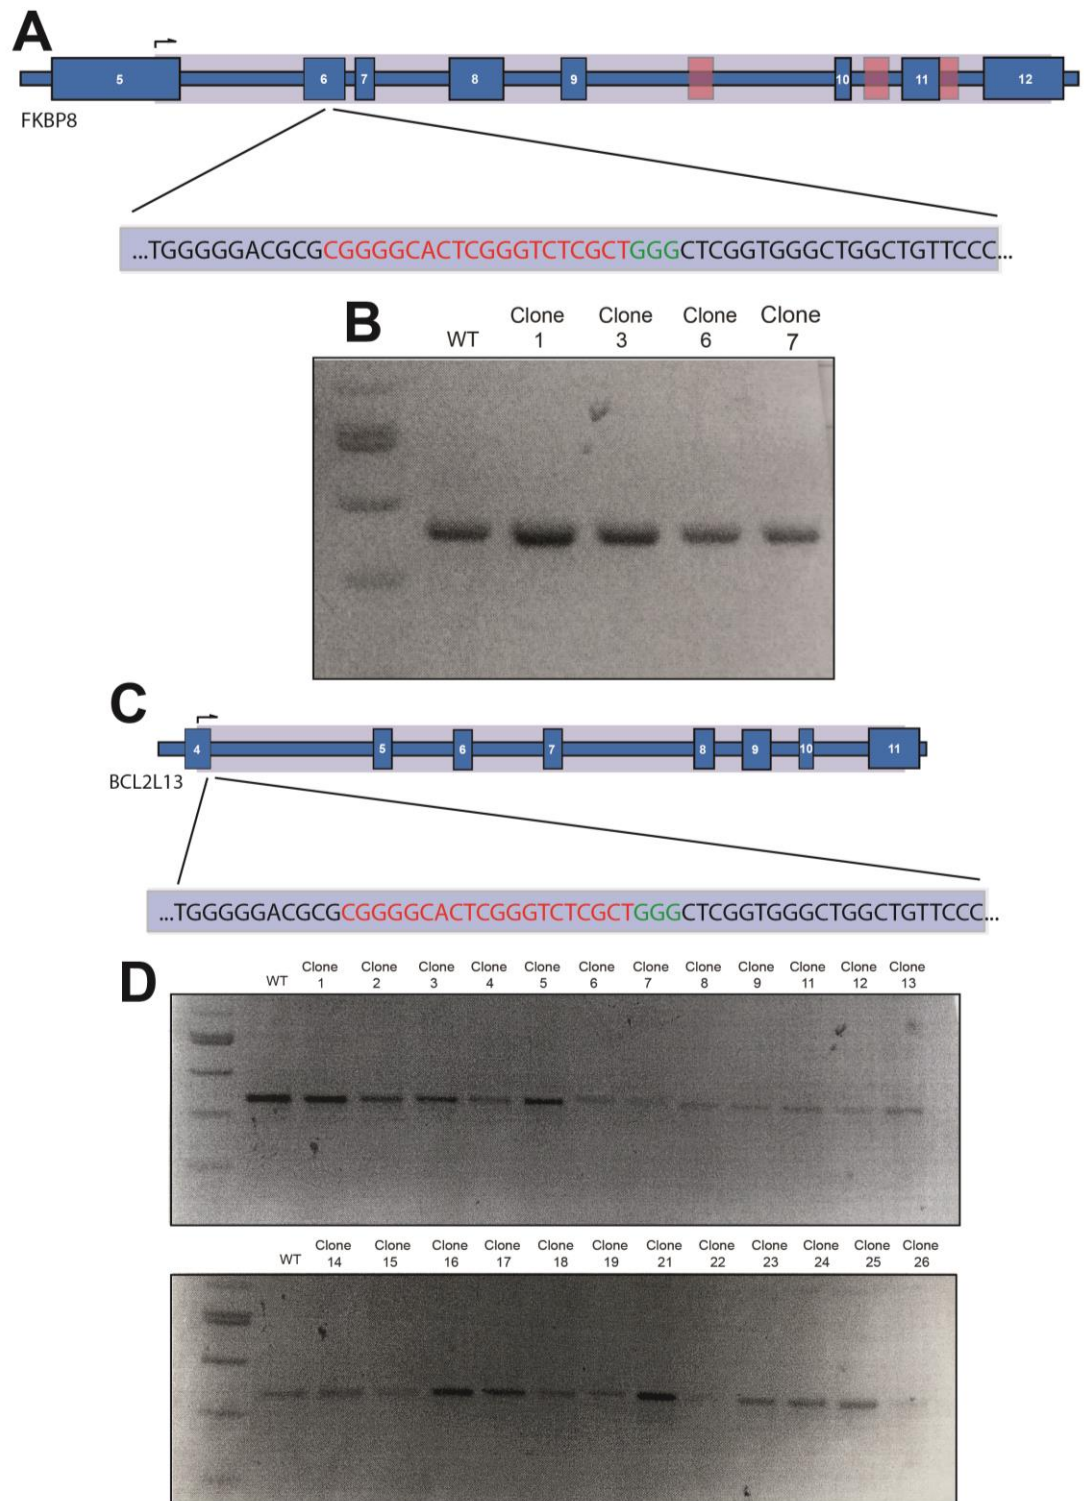 A
5 6 7 8 9 10 11 12
FKBP8
...TGGGGGACGCGCGGGGCACTCGGGTCTCGCTGGGCTCGGTGGGCTGGCTGTTCCC...
B
WT Clone 1 Clone 3 Clone 6 Clone 7
C
4 5 6 7 8 9 10 11
BCL2L13
...TGGGGGACGCGCGGGGCACTCGGGTCTCGCTGGGCTCGGTGGGCTGGCTGTTCCC...
D
WT Clone 1 Clone 2 Clone 3 Clone 4 Clone 5 Clone 6 Clone 7 Clone 8 Clone 9 Clone 11 Clone 12 Clone 13
WT Clone 14 Clone 15 Clone 16 Clone 17 Clone 18 Clone 19 Clone 21 Clone 22 Clone 23 Clone 24 Clone 25 Clone 26